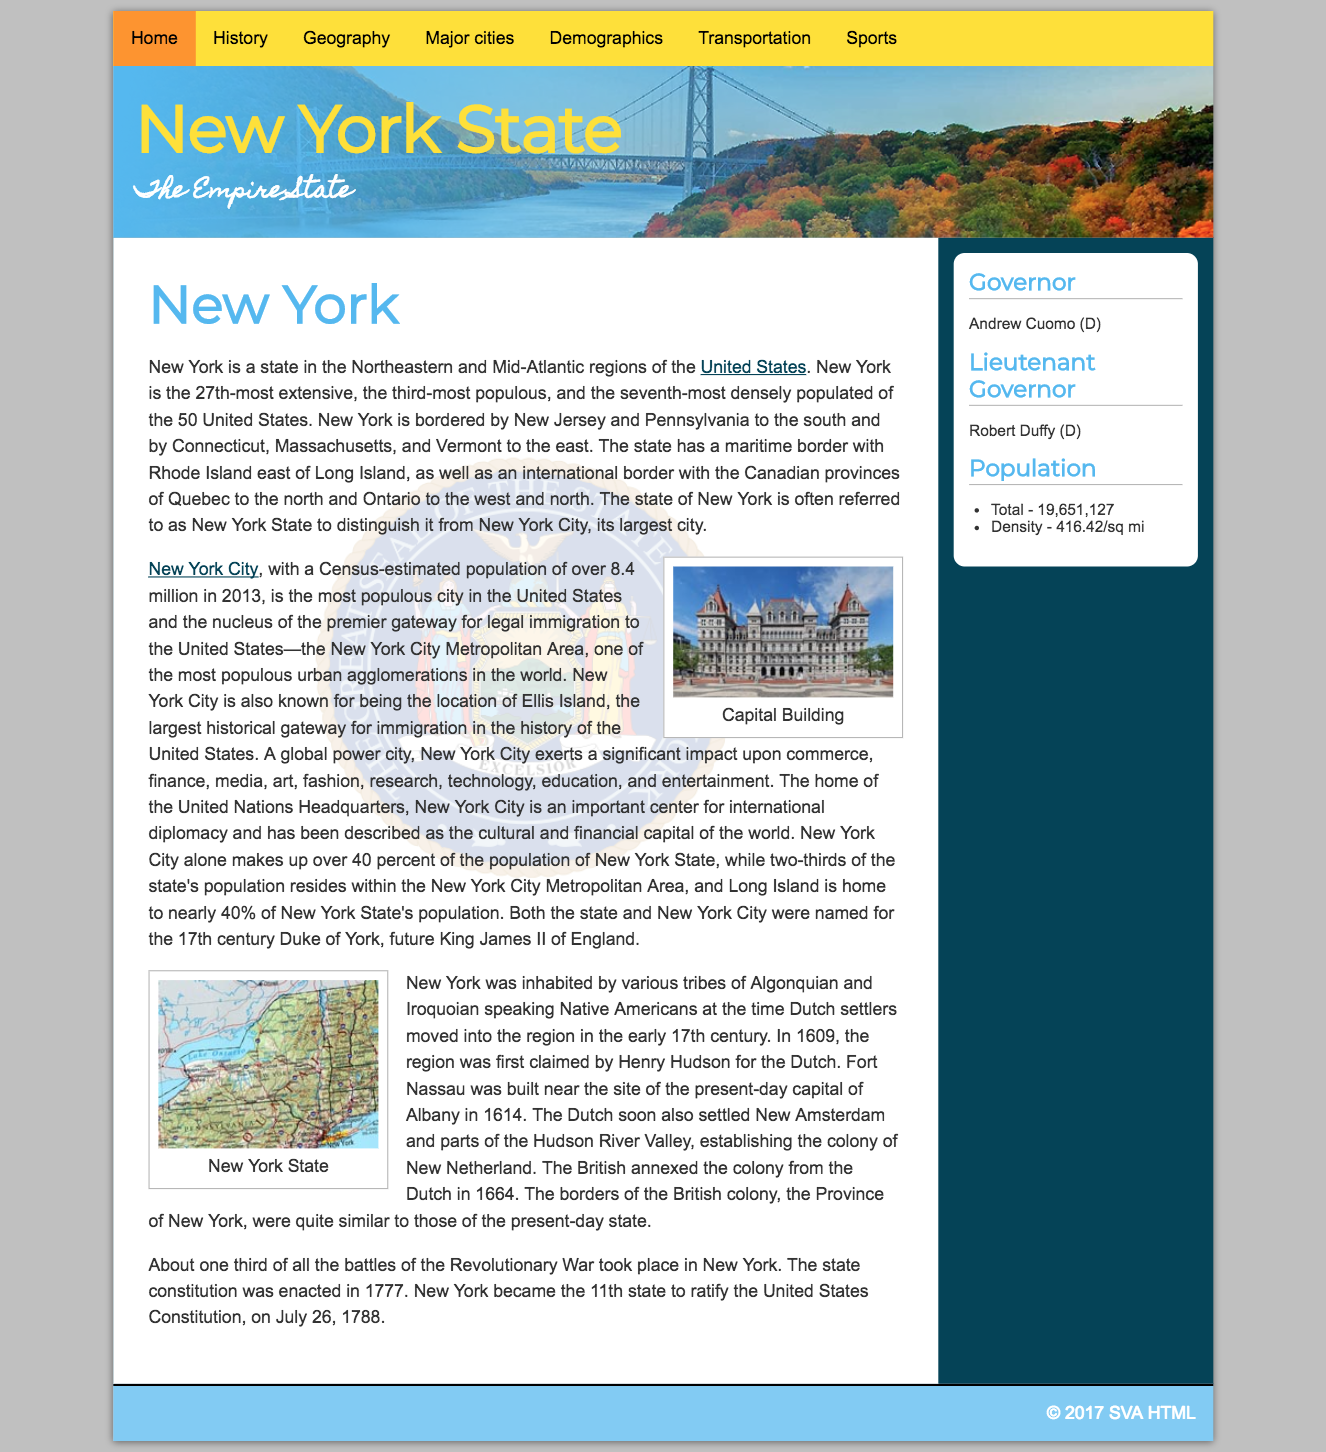 Home History Geography Major cities Demographics Transportation Sports
New York State
The Empire State
New York
New York is a state in the Northeastern and Mid-Atlantic regions of the United States. New York
is the 27th-most extensive, the third-most populous, and the seventh-most densely populated of
the 50 United States. New York is bordered by New Jersey and Pennsylvania to the south and
by Connecticut, Massachusetts, and Vermont to the east. The state has a maritime border with
Rhode Island east of Long Island, as well as an international border with the Canadian provinces
of Quebec to the north and Ontario to the west and north. The state of New York is often referred
to as New York State to distinguish it from New York City, its largest city.
New York City, with a Census-estimated population of over 8.4
million in 2013, is the most populous city in the United States
and the nucleus of the premier gateway for legal immigration to
the United States—the New York City Metropolitan Area, one of
the most populous urban agglomerations in the world. New
York City is also known for being the location of Ellis Island, the
largest historical gateway for immigration in the history of the
United States. A global power city, New York City exerts a significant impact upon commerce,
finance, media, art, fashion, research, technology, education, and entertainment. The home of
the United Nations Headquarters, New York City is an important center for international
diplomacy and has been described as the cultural and financial capital of the world. New York
City alone makes up over 40 percent of the population of New York State, while two-thirds of the
state's population resides within the New York City Metropolitan Area, and Long Island is home
to nearly 40% of New York State's population. Both the state and New York City were named for
the 17th century Duke of York, future King James II of England.
Capital Building
EXCELSIOR
New York was inhabited by various tribes of Algonquian and
Iroquoian speaking Native Americans at the time Dutch settlers
moved into the region in the early 17th century. In 1609, the
region was first claimed by Henry Hudson for the Dutch. Fort
Nassau was built near the site of the present-day capital of
Albany in 1614. The Dutch soon also settled New Amsterdam
and parts of the Hudson River Valley, establishing the colony of
New Netherland. The British annexed the colony from the
Dutch in 1664. The borders of the British colony, the Province
of New York, were quite similar to those of the present-day state.
Lake Ontario
PENNSYLVANIA
New York
New York State
About one third of all the battles of the Revolutionary War took place in New York. The state
constitution was enacted in 1777. New York became the 11th state to ratify the United States
Constitution, on July 26, 1788.
Governor
Andrew Cuomo (D)
Lieutenant
Governor
Robert Duffy (D)
Population
• Total - 19,651,127
• Density - 416.42/sq mi
© 2017 SVA HTML